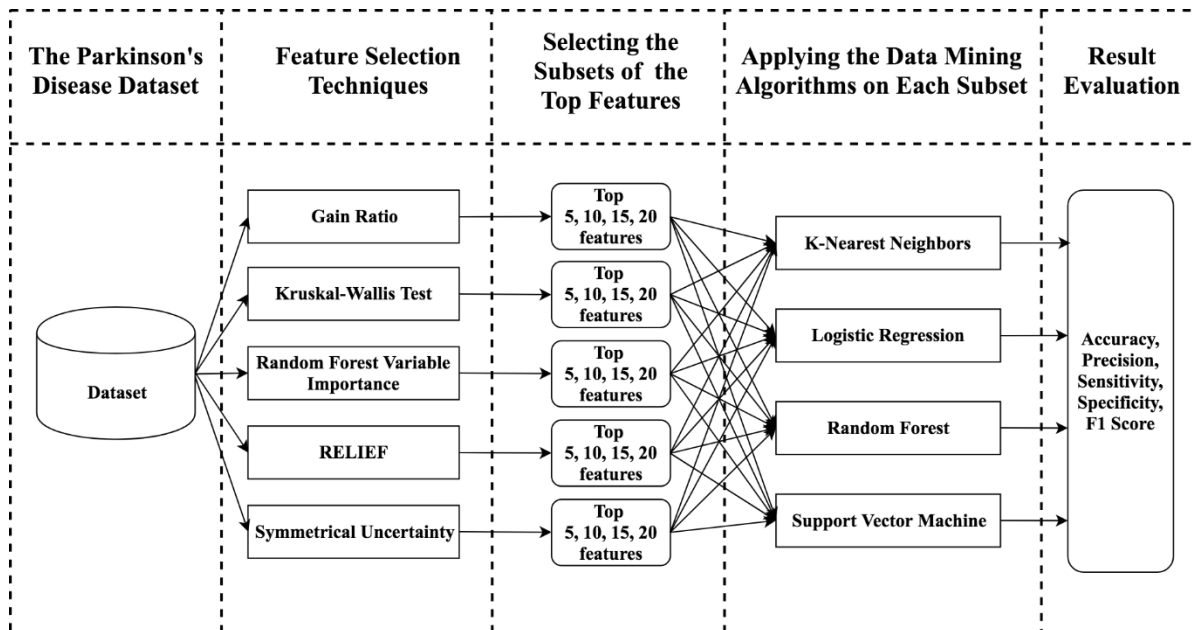 The Parkinson's
Disease Dataset
Feature Selection
Techniques
Selecting the
Subsets of the
Top Features
Applying the Data Mining
Algorithms on Each Subset
Result
Evaluation
Dataset
Gain Ratio
Kruskal-Wallis Test
Random Forest Variable
Importance
RELIEF
Symmetrical Uncertainty
Top
5, 10, 15, 20
features
Top
5, 10, 15, 20
features
Top
5, 10, 15, 20
features
Top
5, 10, 15, 20
features
Top
5, 10, 15, 20
features
K-Nearest Neighbors
Logistic Regression
Random Forest
Support Vector Machine
Accuracy,
Precision,
Sensitivity,
Specificity,
F1 Score